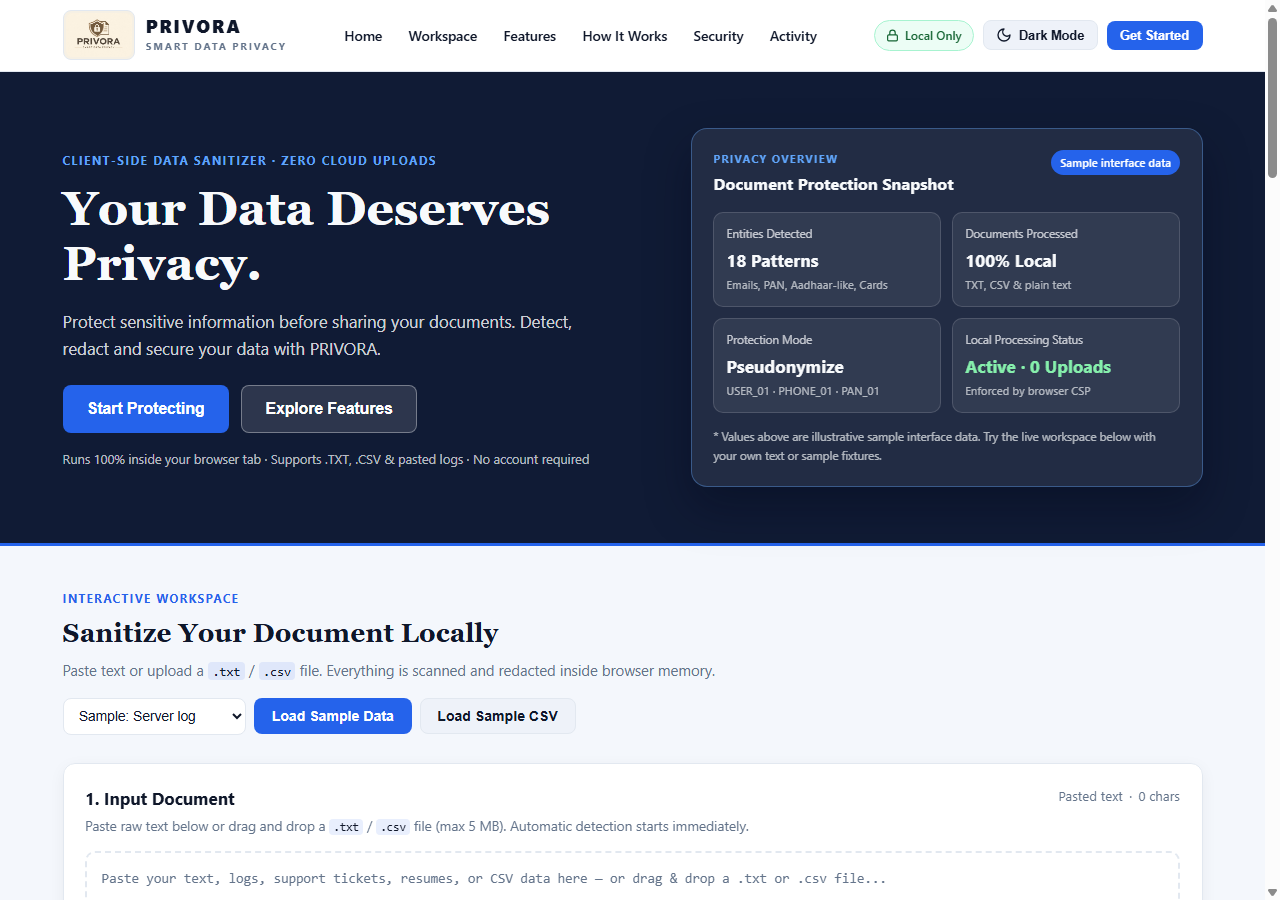 PRIVORA
PRIVORA
SMART DATA PRIVACY
Home
Workspace
Features
How It Works
Security
Activity
Local Only
Dark Mode
Get Started
CLIENT-SIDE DATA SANITIZER · ZERO CLOUD UPLOADS
Your Data Deserves
Privacy.
Protect sensitive information before sharing your documents. Detect,
redact and secure your data with PRIVORA.
Start Protecting
Explore Features
Runs 100% inside your browser tab · Supports .TXT, .CSV & pasted logs · No account required
PRIVACY OVERVIEW
Sample interface data
Document Protection Snapshot
Entities Detected
18 Patterns
Emails, PAN, Aadhaar-like, Cards
Documents Processed
100% Local
TXT, CSV & plain text
Protection Mode
Pseudonymize
USER_01 · PHONE_01 · PAN_01
Local Processing Status
Active · 0 Uploads
Enforced by browser CSP
* Values above are illustrative sample interface data. Try the live workspace below with
your own text or sample fixtures.
INTERACTIVE WORKSPACE
Sanitize Your Document Locally
Paste text or upload a .txt / .csv file. Everything is scanned and redacted inside browser memory.
Sample: Server log
Load Sample Data
Load Sample CSV
1. Input Document
Pasted text · 0 chars
Paste raw text below or drag and drop a .txt / .csv file (max 5 MB). Automatic detection starts immediately.
Paste your text, logs, support tickets, resumes, or CSV data here — or drag & drop a .txt or .csv file...